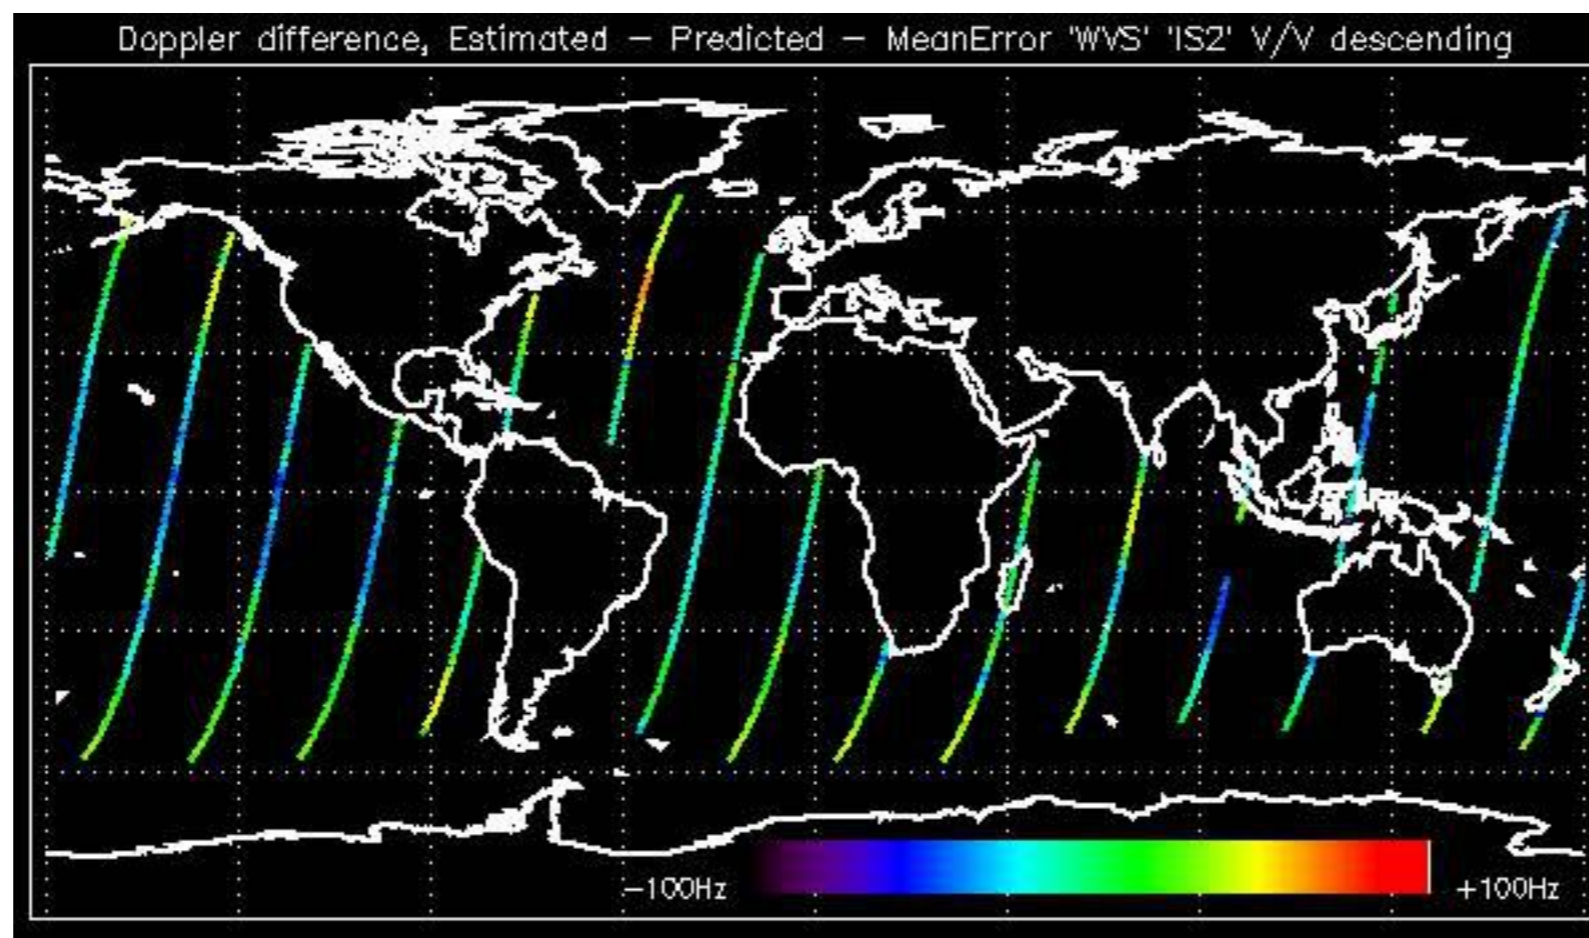 Doppler difference, Estimated – Predicted – MeanError 'WVS' 'IS2' V/V descending
-100Hz
+100Hz